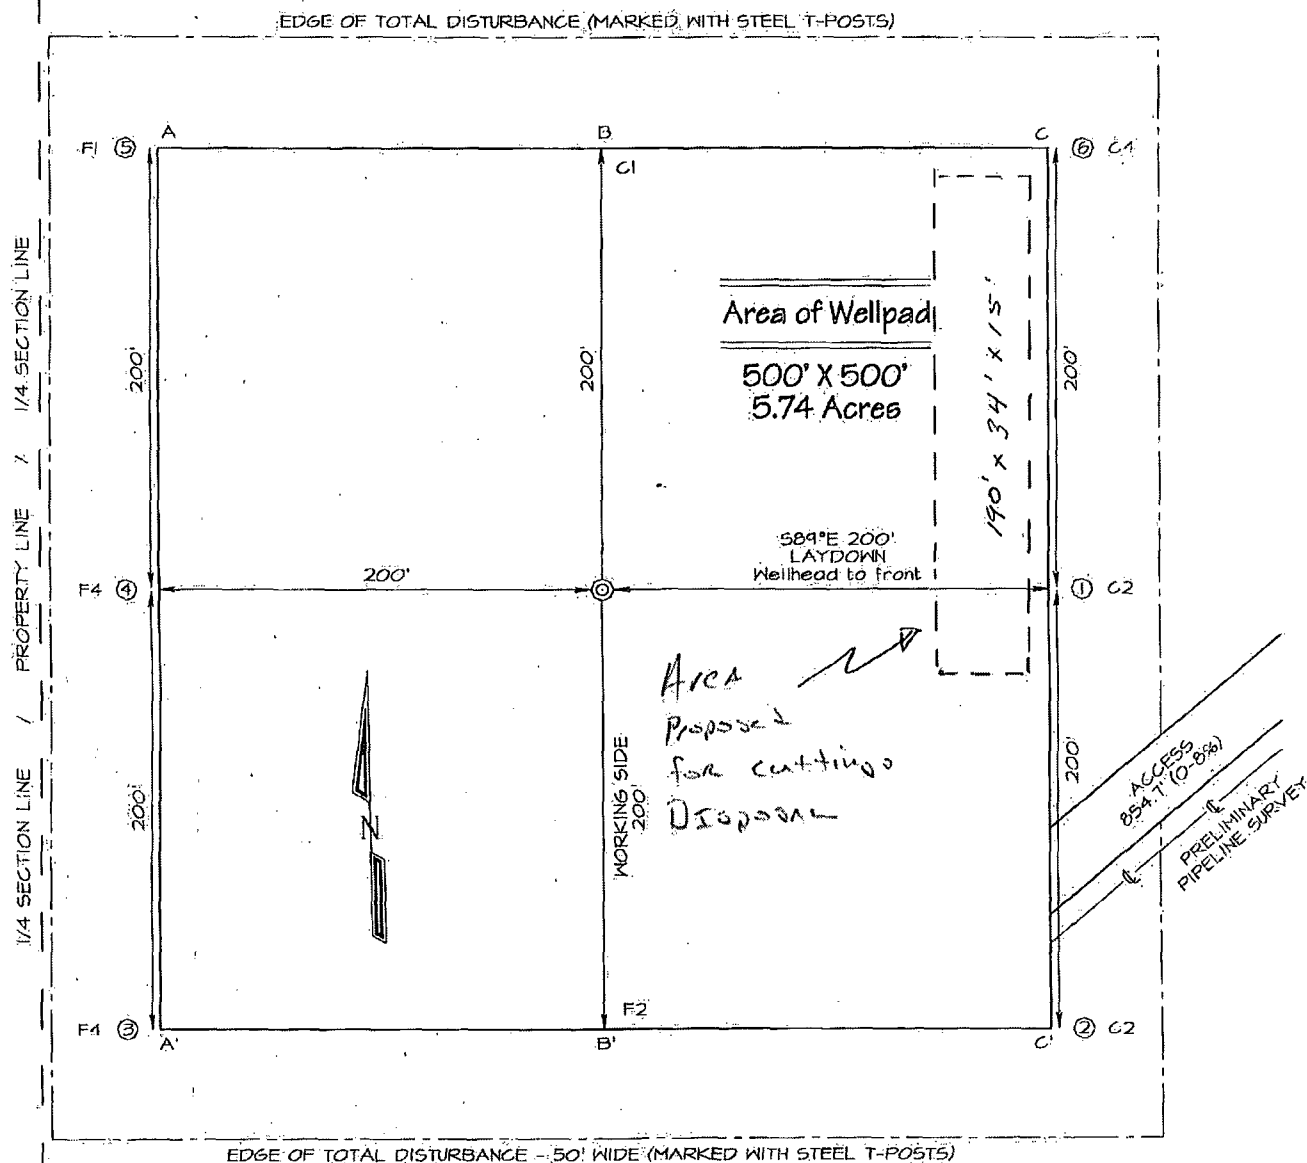 EDGE OF TOTAL DISTURBANCE (MARKED WITH STEEL T-POSTS)
A
B
C
F1 ⑤
C1
⑥ C4
1/4 SECTION LINE
PROPERTY LINE
/
1/4 SECTION LINE
200'
200'
200'
Area of Wellpad
500' X 500'
5.74 Acres
190' x 34' x 15'
S89°E 200'
LAYDOWN
Wellhead to front
200'
F4 ④
① C2
Area
Proposed
for cuttings
Disposal
N
200'
WORKING SIDE
200'
200'
ACCESS
854.7' (0-8%)
PRELIMINARY
PIPELINE SURVEY
F2
F4 ③
② C2
A'
B'
C'
EDGE OF TOTAL DISTURBANCE - 50' WIDE (MARKED WITH STEEL T-POSTS)